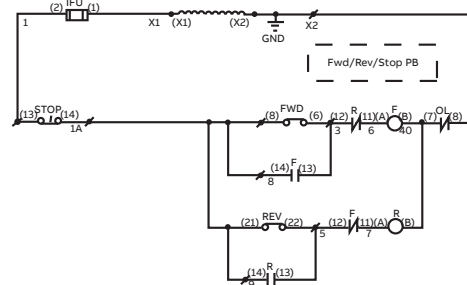 (2) IFU (1)
1 X1 (X1) (X2) X2
GND
Fwd/Rev/Stop PB
(13) STOP (14) (8) FWD (6) (12) R (11) (A) F (B) (7) OL (8)
1A 3 6 40
(14) F (13)
8
(21) REV (22) (12) F (11) (A) R (B)
5 7
(14) R (13)
9